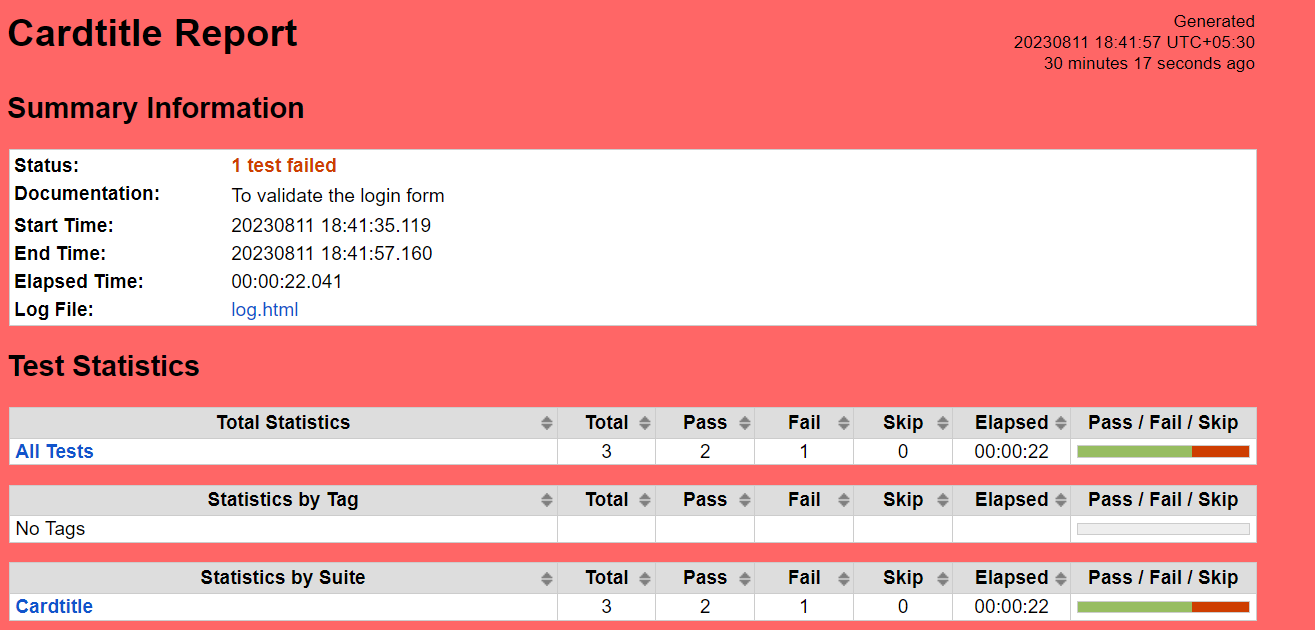 Cardtitle Report
Generated
20230811 18:41:57 UTC+05:30
30 minutes 17 seconds ago
Summary Information
Status: 1 test failed
Documentation: To validate the login form
Start Time: 20230811 18:41:35.119
End Time: 20230811 18:41:57.160
Elapsed Time: 00:00:22.041
Log File: log.html
Test Statistics
Total Statistics Total Pass Fail Skip Elapsed Pass / Fail / Skip
All Tests 3 2 1 0 00:00:22
Statistics by Tag Total Pass Fail Skip Elapsed Pass / Fail / Skip
No Tags
Statistics by Suite Total Pass Fail Skip Elapsed Pass / Fail / Skip
Cardtitle 3 2 1 0 00:00:22